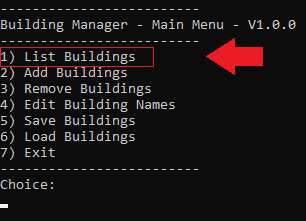 -------------------------
Building Manager - Main Menu - V1.0.0
-------------------------
1) List Buildings
2) Add Buildings
3) Remove Buildings
4) Edit Building Names
5) Save Buildings
6) Load Buildings
7) Exit
-------------------------
Choice: